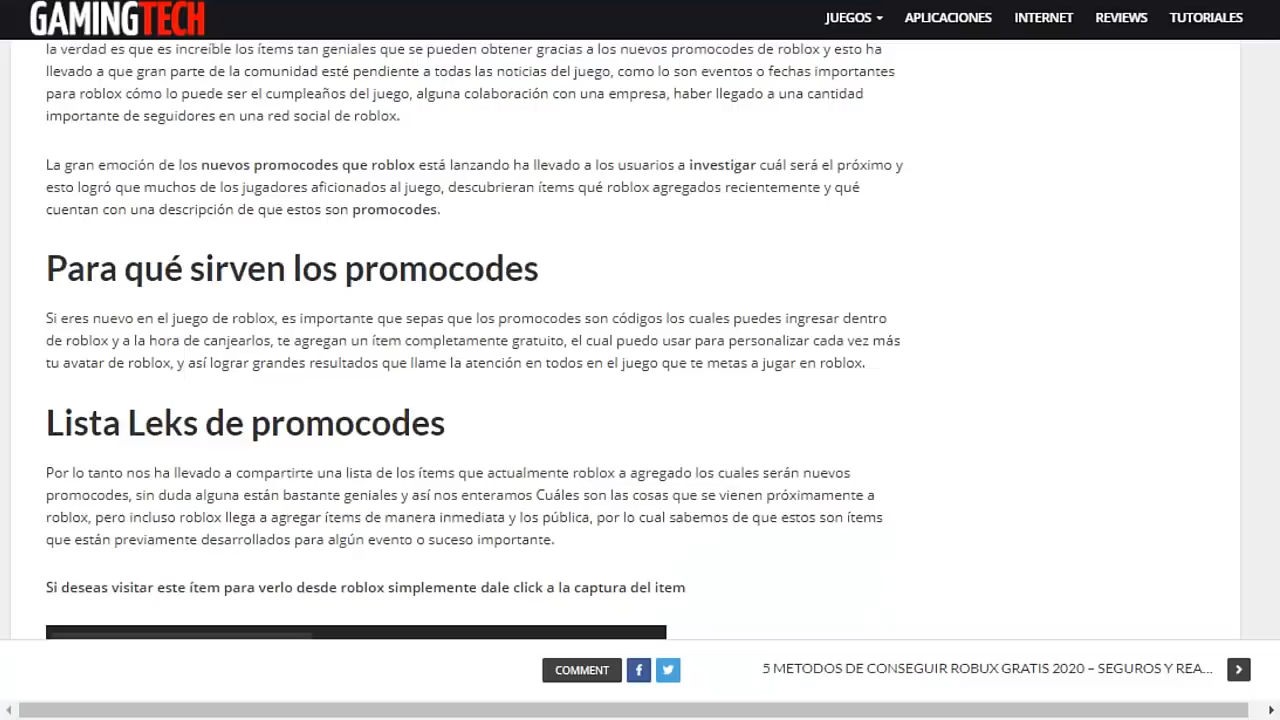 GAMINGTECH
JUEGOS
APLICACIONES
INTERNET
REVIEWS
TUTORIALES
la verdad es que es increíble los ítems tan geniales que se pueden obtener gracias a los nuevos promocodes de roblox y esto ha
llevado a que gran parte de la comunidad esté pendiente a todas las noticias del juego, como lo son eventos o fechas importantes
para roblox cómo lo puede ser el cumpleaños del juego, alguna colaboración con una empresa, haber llegado a una cantidad
importante de seguidores en una red social de roblox.
La gran emoción de los nuevos promocodes que roblox está lanzando ha llevado a los usuarios a investigar cuál será el próximo y
esto logró que muchos de los jugadores aficionados al juego, descubrieran ítems qué roblox agregados recientemente y qué
cuentan con una descripción de que estos son promocodes.
Para qué sirven los promocodes
Si eres nuevo en el juego de roblox, es importante que sepas que los promocodes son códigos los cuales puedes ingresar dentro
de roblox y a la hora de canjearlos, te agregan un ítem completamente gratuito, el cual puedo usar para personalizar cada vez más
tu avatar de roblox, y así lograr grandes resultados que llame la atención en todos en el juego que te metas a jugar en roblox.
Lista Leks de promocodes
Por lo tanto nos ha llevado a compartirte una lista de los ítems que actualmente roblox a agregado los cuales serán nuevos
promocodes, sin duda alguna están bastante geniales y así nos enteramos Cuáles son las cosas que se vienen próximamente a
roblox, pero incluso roblox llega a agregar ítems de manera inmediata y los pública, por lo cual sabemos de que estos son ítems
que están previamente desarrollados para algún evento o suceso importante.
Si deseas visitar este ítem para verlo desde roblox simplemente dale click a la captura del item
COMMENT
5 METODOS DE CONSEGUIR ROBUX GRATIS 2020 – SEGUROS Y REA...